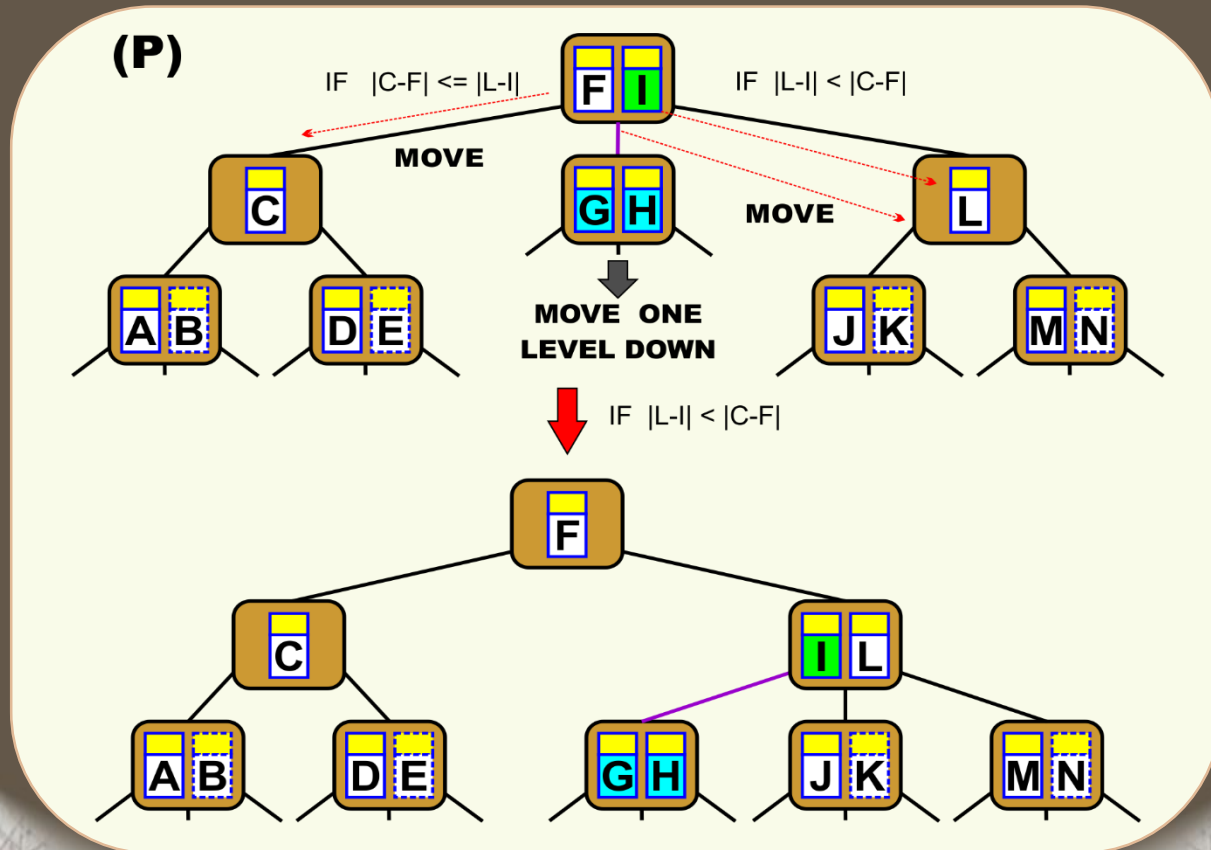 (P)
IF |C-F| <= |L-I|
F I
IF |L-I| < |C-F|
MOVE
C
G H
MOVE
L
A B
D E
MOVE ONE
LEVEL DOWN
J K
M N
IF |L-I| < |C-F|
F
C
I L
A B
D E
G H
J K
M N